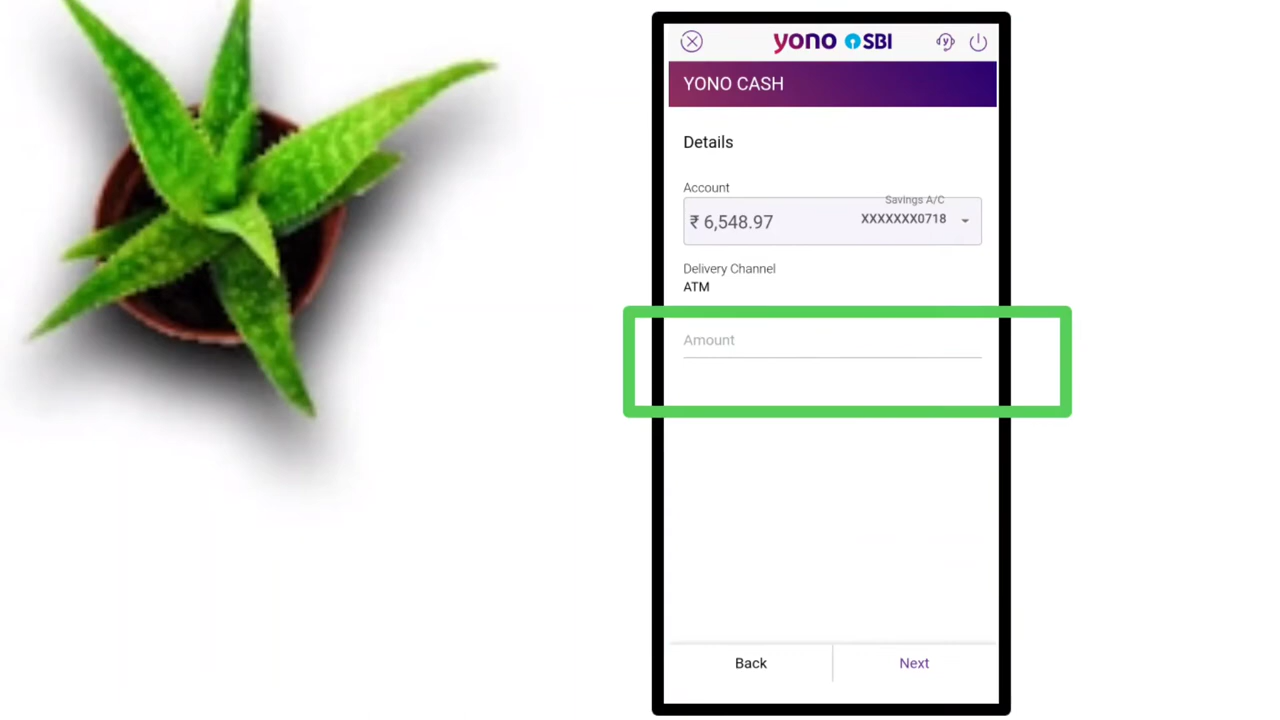 yono SBI
YONO CASH
Details
Account
Savings A/C
₹ 6,548.97 XXXXXXX0718
Delivery Channel
ATM
Amount
Back Next